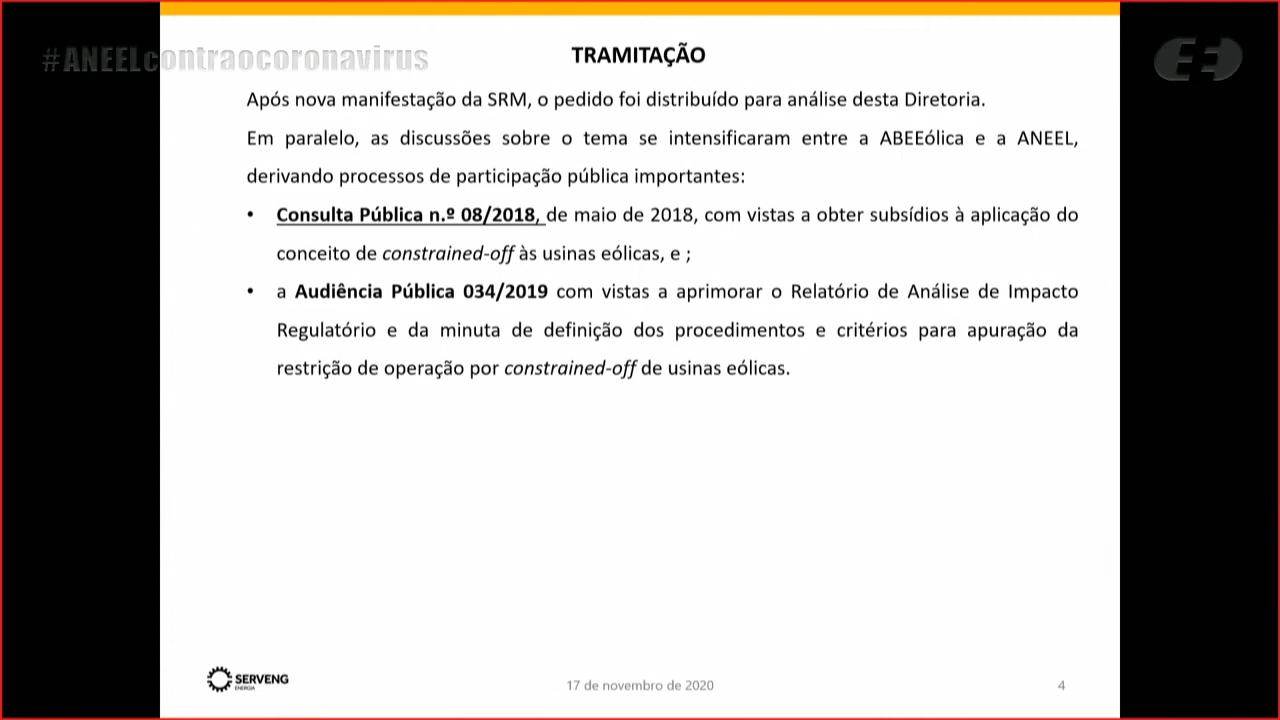 #ANEELcontraocoronavirus
TRAMITAÇÃO
Após nova manifestação da SRM, o pedido foi distribuído para análise desta Diretoria.
Em paralelo, as discussões sobre o tema se intensificaram entre a ABEEólica e a ANEEL,
derivando processos de participação pública importantes:
• Consulta Pública n.º 08/2018, de maio de 2018, com vistas a obter subsídios à aplicação do
conceito de constrained-off às usinas eólicas, e ;
• a Audiência Pública 034/2019 com vistas a aprimorar o Relatório de Análise de Impacto
Regulatório e da minuta de definição dos procedimentos e critérios para apuração da
restrição de operação por constrained-off de usinas eólicas.
SERVENG
ENERGIA
17 de novembro de 2020
4